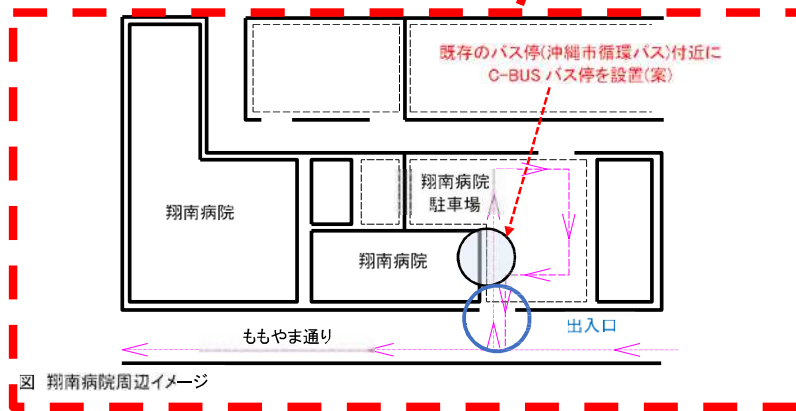 既存のバス停(沖縄市循環バス)付近に
C-BUS バス停を設置(案)
翔南病院
駐車場
翔南病院
翔南病院
出入口
ももやま通り
図 翔南病院周辺イメージ